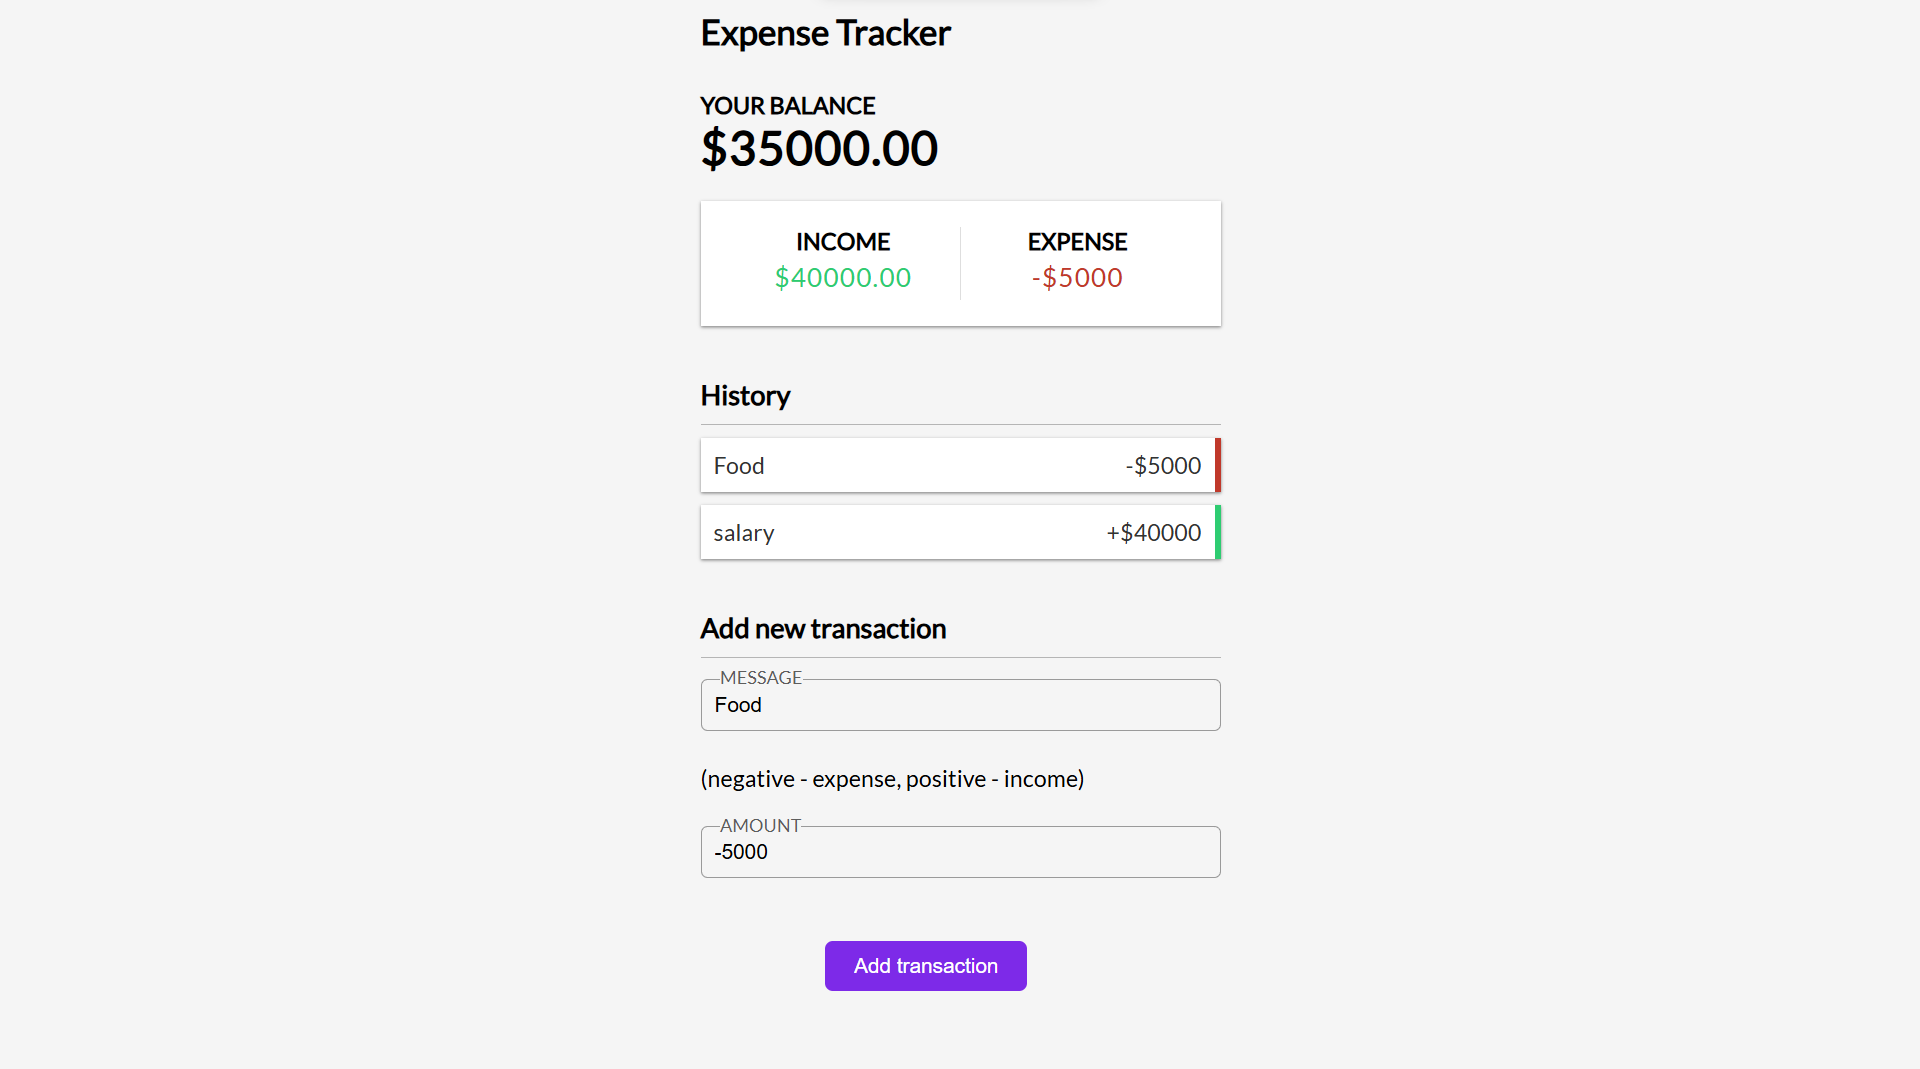 Expense Tracker
YOUR BALANCE
$35000.00
INCOME
$40000.00
EXPENSE
-$5000
History
Food -$5000
salary +$40000
Add new transaction
MESSAGE
Food
(negative - expense, positive - income)
AMOUNT
-5000
Add transaction